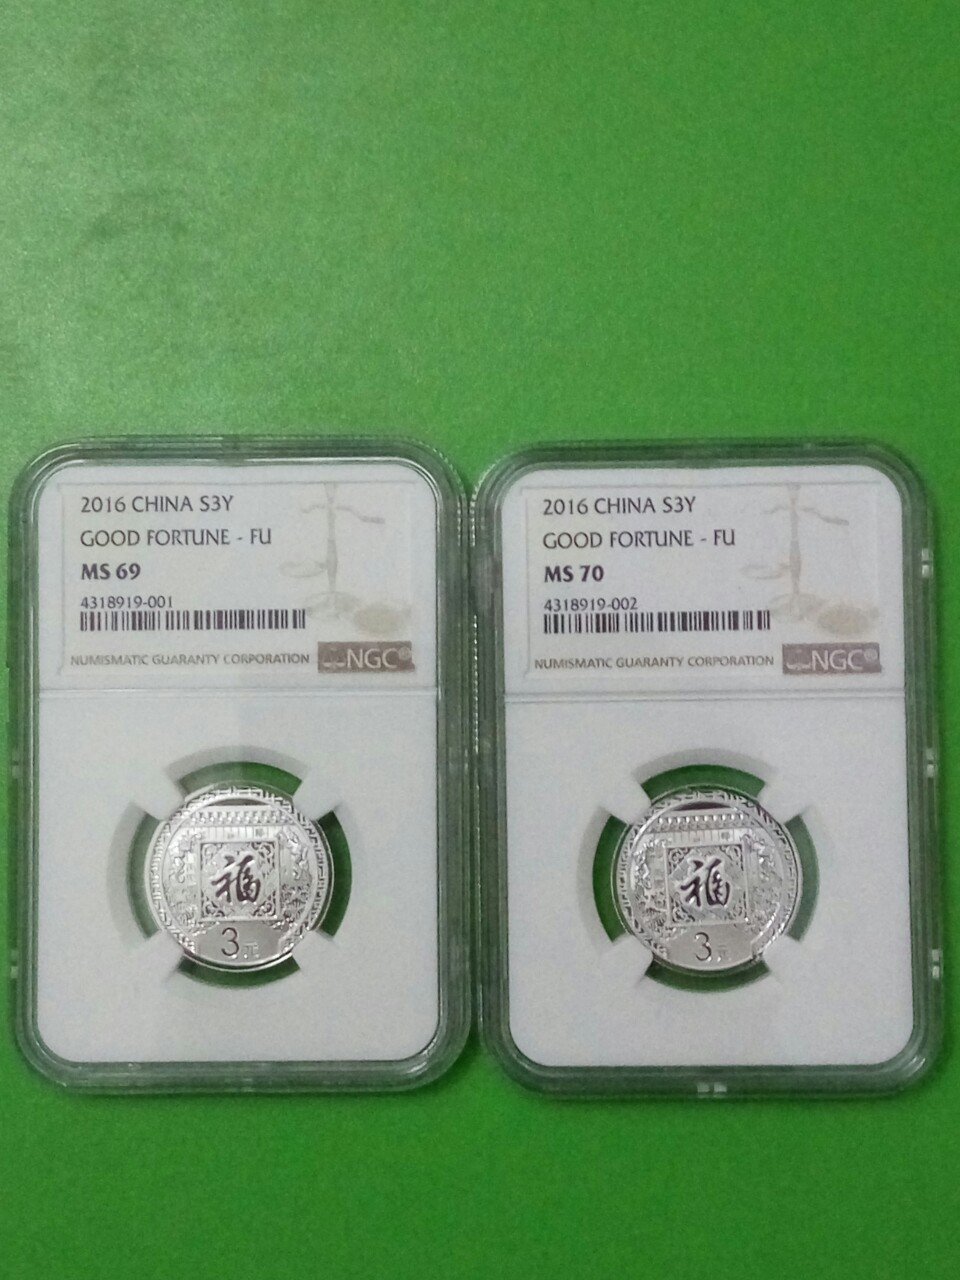 2016 CHINA S3Y
GOOD FORTUNE - FU
MS 69
4318919-001
NUMISMATIC GUARANTY CORPORATION NGC®
福
3元
2016 CHINA S3Y
GOOD FORTUNE - FU
MS 70
4318919-002
NUMISMATIC GUARANTY CORPORATION NGC®
福
3元